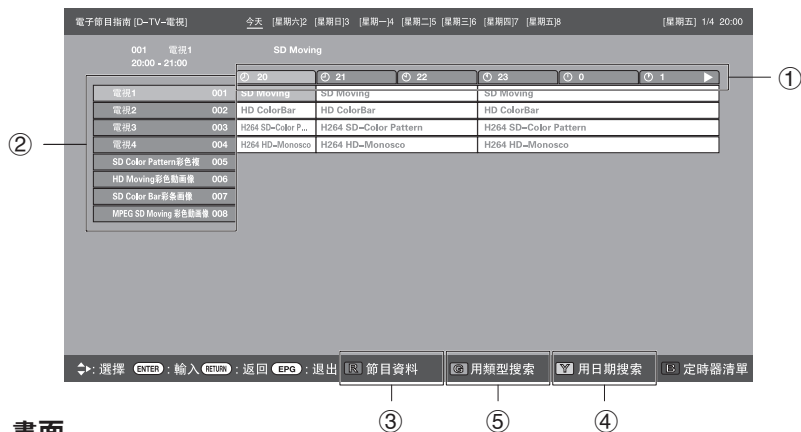 電子節目指南 [D-TV-電視] 今天 [星期六]2 [星期日]3 [星期一]4 [星期二]5 [星期三]6 [星期四]7 [星期五]8 [星期五] 1/4 20:00
001 電視1 SD Moving
20:00 - 21:00
20 21 22 23 0 1
①
電視1 001 SD Moving SD Moving SD Moving
電視2 002 HD ColorBar HD ColorBar HD ColorBar
電視3 003 H264 SD-Color P... H264 SD-Color Pattern H264 SD-Color Pattern
②
電視4 004 H264 HD-Monosco H264 HD-Monosco H264 HD-Monosco
SD Color Pattern彩色複 005
HD Moving彩色動画像 006
SD Color Bar彩条画像 007
MPEG SD Moving 彩色動画像 008
: 選擇 ENTER : 輸入 RETURN : 返回 EPG : 退出 R 節目資料 G 用類型搜索 Y 用日期搜索 B 定時器清單
③ ⑤ ④
畫面